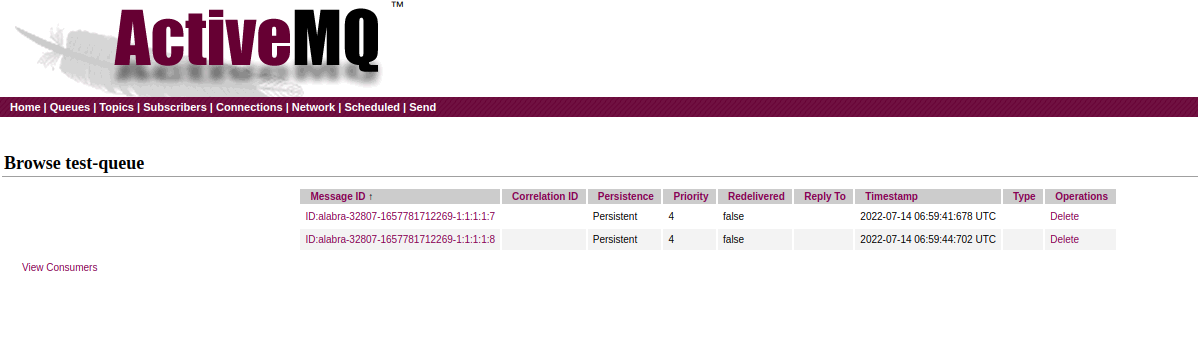 ActiveMQ™
Home | Queues | Topics | Subscribers | Connections | Network | Scheduled | Send
Browse test-queue
Message ID ↑ Correlation ID Persistence Priority Redelivered Reply To Timestamp Type Operations
ID:alabra-32807-1657781712269-1:1:1:1:7 Persistent 4 false 2022-07-14 06:59:41:678 UTC Delete
ID:alabra-32807-1657781712269-1:1:1:1:8 Persistent 4 false 2022-07-14 06:59:44:702 UTC Delete
View Consumers